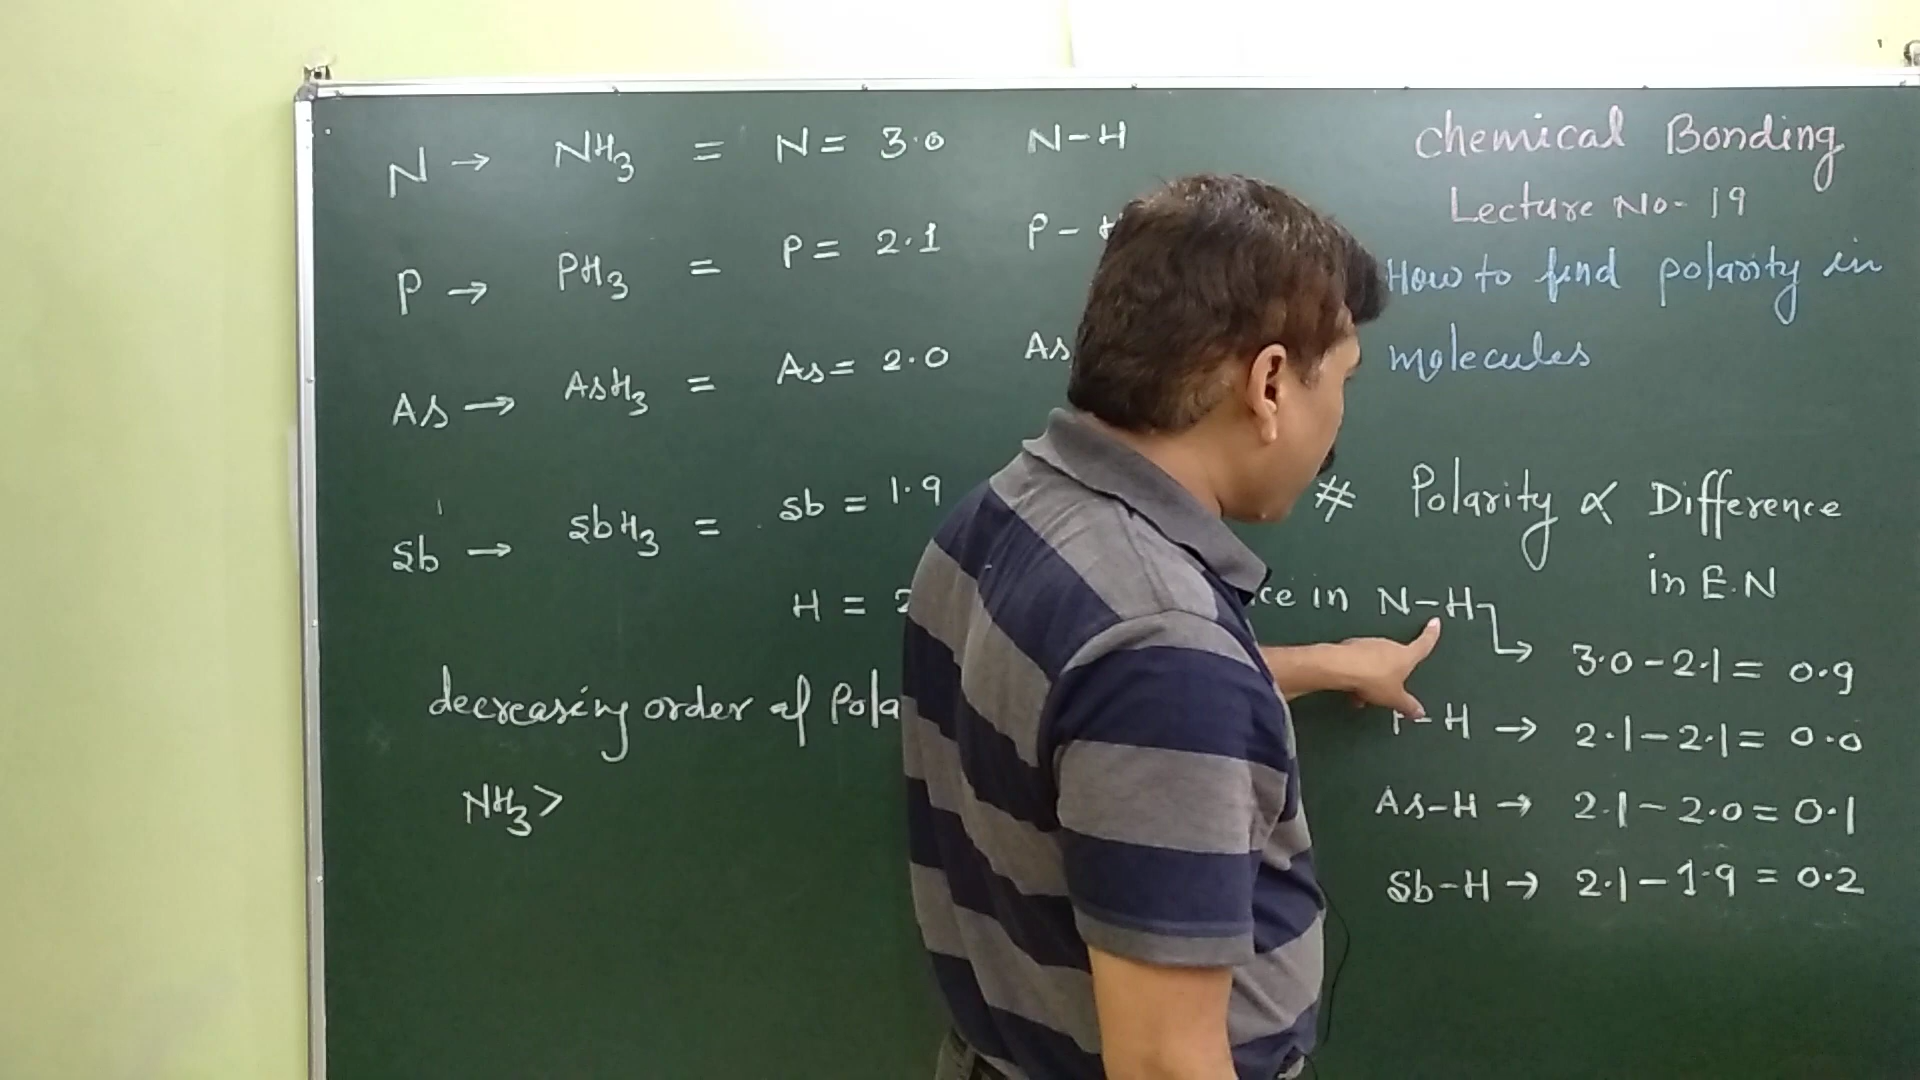 N → NH₃ = N = 3.0 N-H
P → PH₃ = P = 2.1 P-
As → AsH₃ = As = 2.0 As
Sb → SbH₃ = Sb = 1.9
H =
decreasing order of
NH₃ >
Chemical Bonding
Lecture No- 19
How to find polarity in
molecules
# Polarity ∝ Difference
in E.N
in N-H
→ 3.0-2.1 = 0.9
P-H → 2.1-2.1 = 0.0
As-H → 2.1-2.0 = 0.1
Sb-H → 2.1-1.9 = 0.2